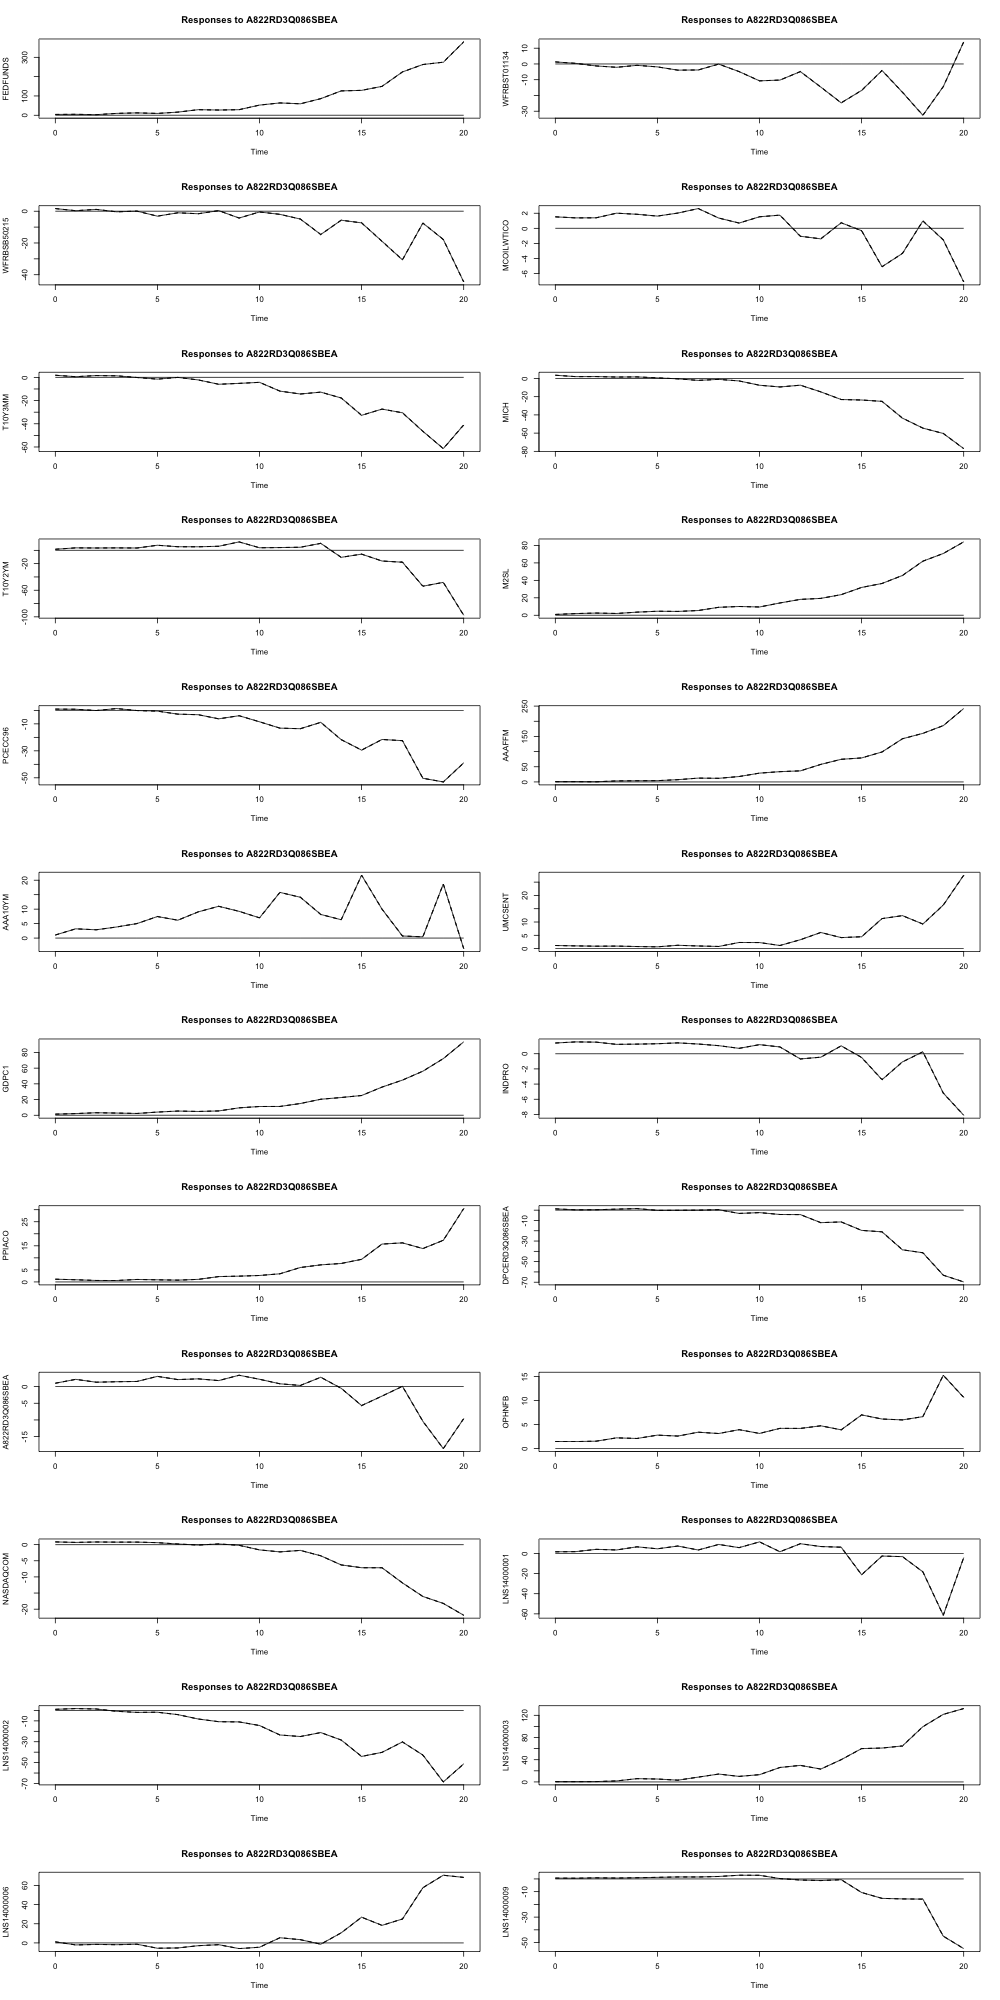 Responses to A822RD3Q086SBEA
FEDFUNDS
0 100 300
0 5 10 15 20
Time
Responses to A822RD3Q086SBEA
WFRBST01134
-30 -10 0 10
0 5 10 15 20
Time
Responses to A822RD3Q086SBEA
WFRBSB50215
-40 -20 0
0 5 10 15 20
Time
Responses to A822RD3Q086SBEA
MCOILWTICO
-6 -4 -2 0 2
0 5 10 15 20
Time
Responses to A822RD3Q086SBEA
T10Y3MM
-60 -40 -20 0
0 5 10 15 20
Time
Responses to A822RD3Q086SBEA
MICH
-80 -60 -40 -20 0
0 5 10 15 20
Time
Responses to A822RD3Q086SBEA
T10Y2YM
-100 -60 -20
0 5 10 15 20
Time
Responses to A822RD3Q086SBEA
M2SL
0 20 40 60 80
0 5 10 15 20
Time
Responses to A822RD3Q086SBEA
PCECC96
-50 -30 -10
0 5 10 15 20
Time
Responses to A822RD3Q086SBEA
AAAFFM
0 50 150 250
0 5 10 15 20
Time
Responses to A822RD3Q086SBEA
AAA10YM
0 5 10 20
0 5 10 15 20
Time
Responses to A822RD3Q086SBEA
UMCSENT
0 5 10 20
0 5 10 15 20
Time
Responses to A822RD3Q086SBEA
GDPC1
0 20 40 60 80
0 5 10 15 20
Time
Responses to A822RD3Q086SBEA
INDPRO
-8 -6 -4 -2 0
0 5 10 15 20
Time
Responses to A822RD3Q086SBEA
PPIACO
0 5 15 25
0 5 10 15 20
Time
Responses to A822RD3Q086SBEA
DPCERD3Q086SBEA
-70 -50 -30 -10
0 5 10 15 20
Time
Responses to A822RD3Q086SBEA
A822RD3Q086SBEA
-15 -5 0
0 5 10 15 20
Time
Responses to A822RD3Q086SBEA
OPHNFB
0 5 10 15
0 5 10 15 20
Time
Responses to A822RD3Q086SBEA
NASDAQCOM
-20 -10 -5 0
0 5 10 15 20
Time
Responses to A822RD3Q086SBEA
LNS14000001
-60 -40 -20 0
0 5 10 15 20
Time
Responses to A822RD3Q086SBEA
LNS14000002
-70 -50 -30 -10
0 5 10 15 20
Time
Responses to A822RD3Q086SBEA
LNS14000003
0 40 80 120
0 5 10 15 20
Time
Responses to A822RD3Q086SBEA
LNS14000006
0 20 40 60
0 5 10 15 20
Time
Responses to A822RD3Q086SBEA
LNS14000009
-50 -30 -10
0 5 10 15 20
Time